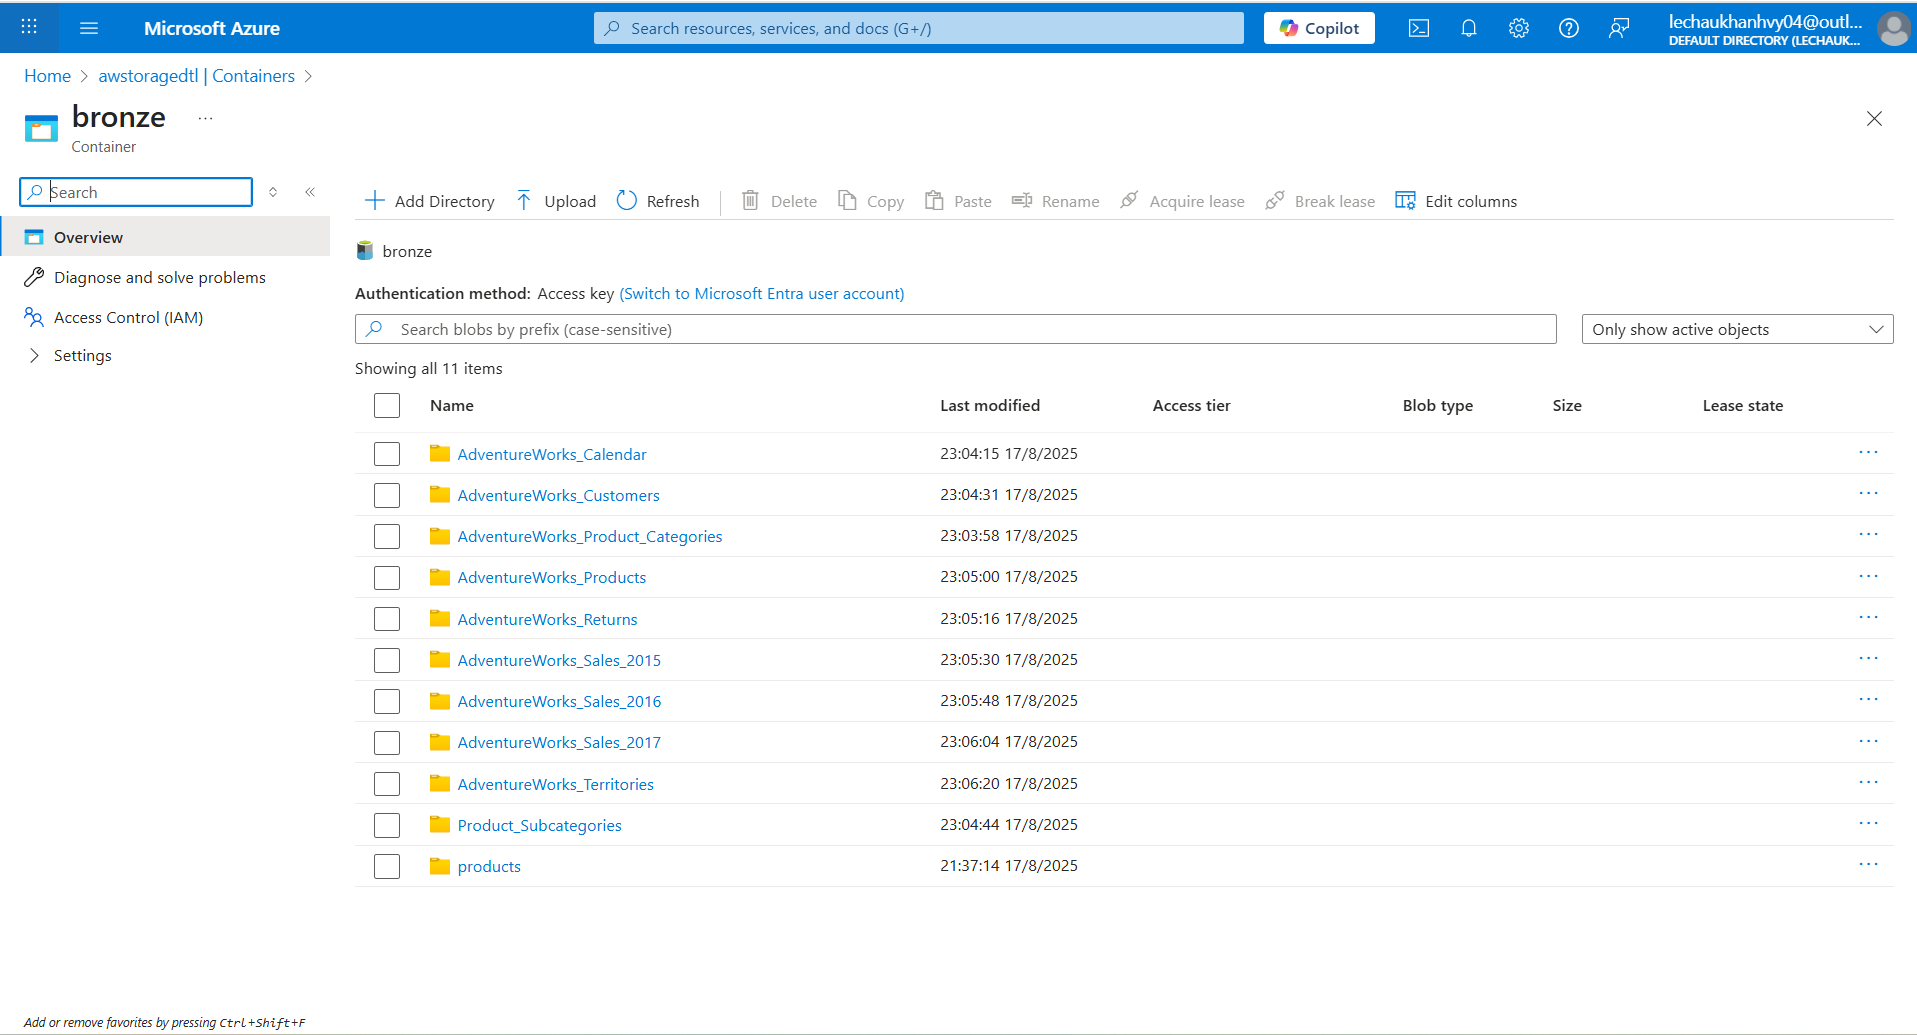 Microsoft Azure
Search resources, services, and docs (G+/)
Copilot
lechaukhanhvy04@outl...
DEFAULT DIRECTORY (LECHAUK...
Home > awstoragedtl | Containers >
bronze ...
Container
Search
Overview
Diagnose and solve problems
Access Control (IAM)
Settings
Add Directory Upload Refresh Delete Copy Paste Rename Acquire lease Break lease Edit columns
bronze
Authentication method: Access key (Switch to Microsoft Entra user account)
Search blobs by prefix (case-sensitive) Only show active objects
Showing all 11 items
Name Last modified Access tier Blob type Size Lease state
AdventureWorks_Calendar 23:04:15 17/8/2025 ...
AdventureWorks_Customers 23:04:31 17/8/2025 ...
AdventureWorks_Product_Categories 23:03:58 17/8/2025 ...
AdventureWorks_Products 23:05:00 17/8/2025 ...
AdventureWorks_Returns 23:05:16 17/8/2025 ...
AdventureWorks_Sales_2015 23:05:30 17/8/2025 ...
AdventureWorks_Sales_2016 23:05:48 17/8/2025 ...
AdventureWorks_Sales_2017 23:06:04 17/8/2025 ...
AdventureWorks_Territories 23:06:20 17/8/2025 ...
Product_Subcategories 23:04:44 17/8/2025 ...
products 21:37:14 17/8/2025 ...
Add or remove favorites by pressing Ctrl+Shift+F